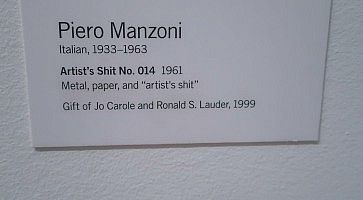 Piero Manzoni
Italian, 1933–1963
Artist's Shit No. 014 1961
Metal, paper, and “artist's shit”
Gift of Jo Carole and Ronald S. Lauder, 1999